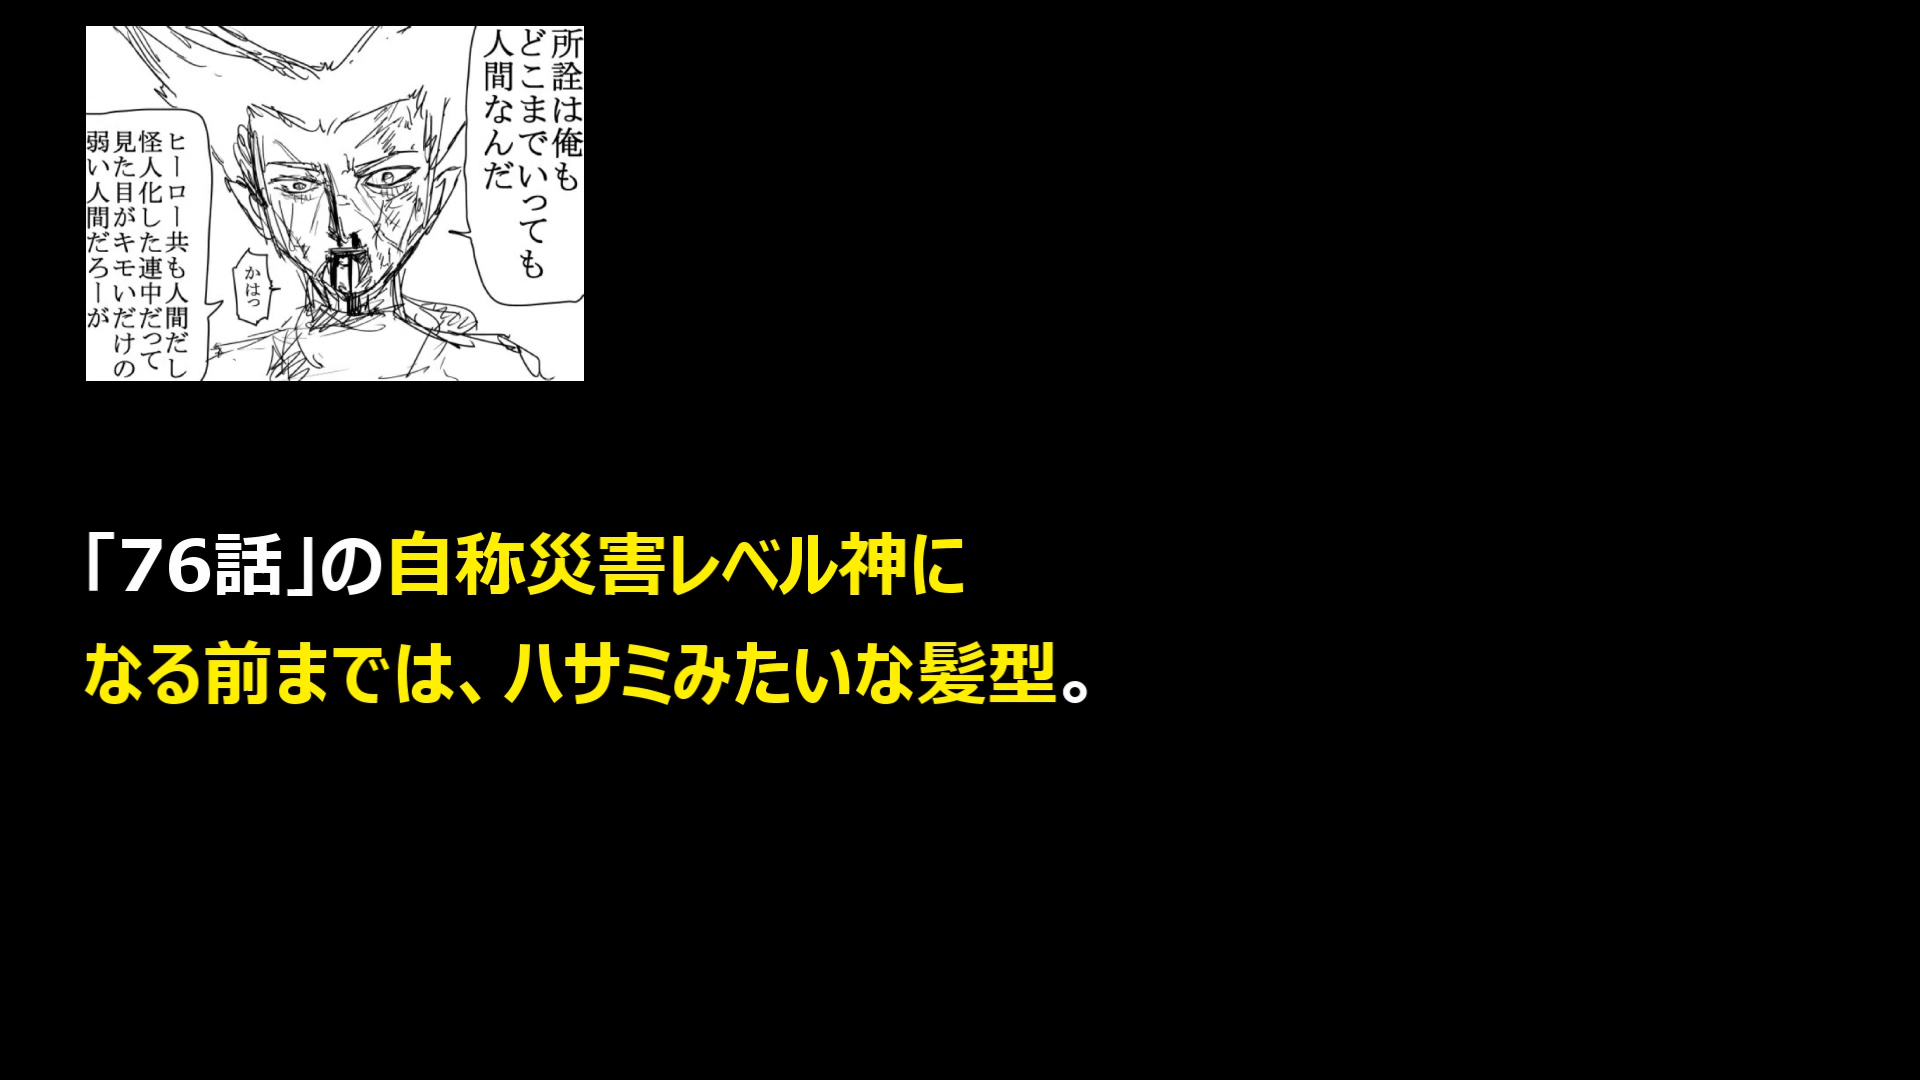 所詮は俺も
どこまでいっても
人間なんだ
かはっ
ヒーロー共も人間だし
怪人化した連中だって
見た目がキモいだけの
弱い人間だろーが
「76話」の自称災害レベル神に
なる前までは、ハサミみたいな髪型。